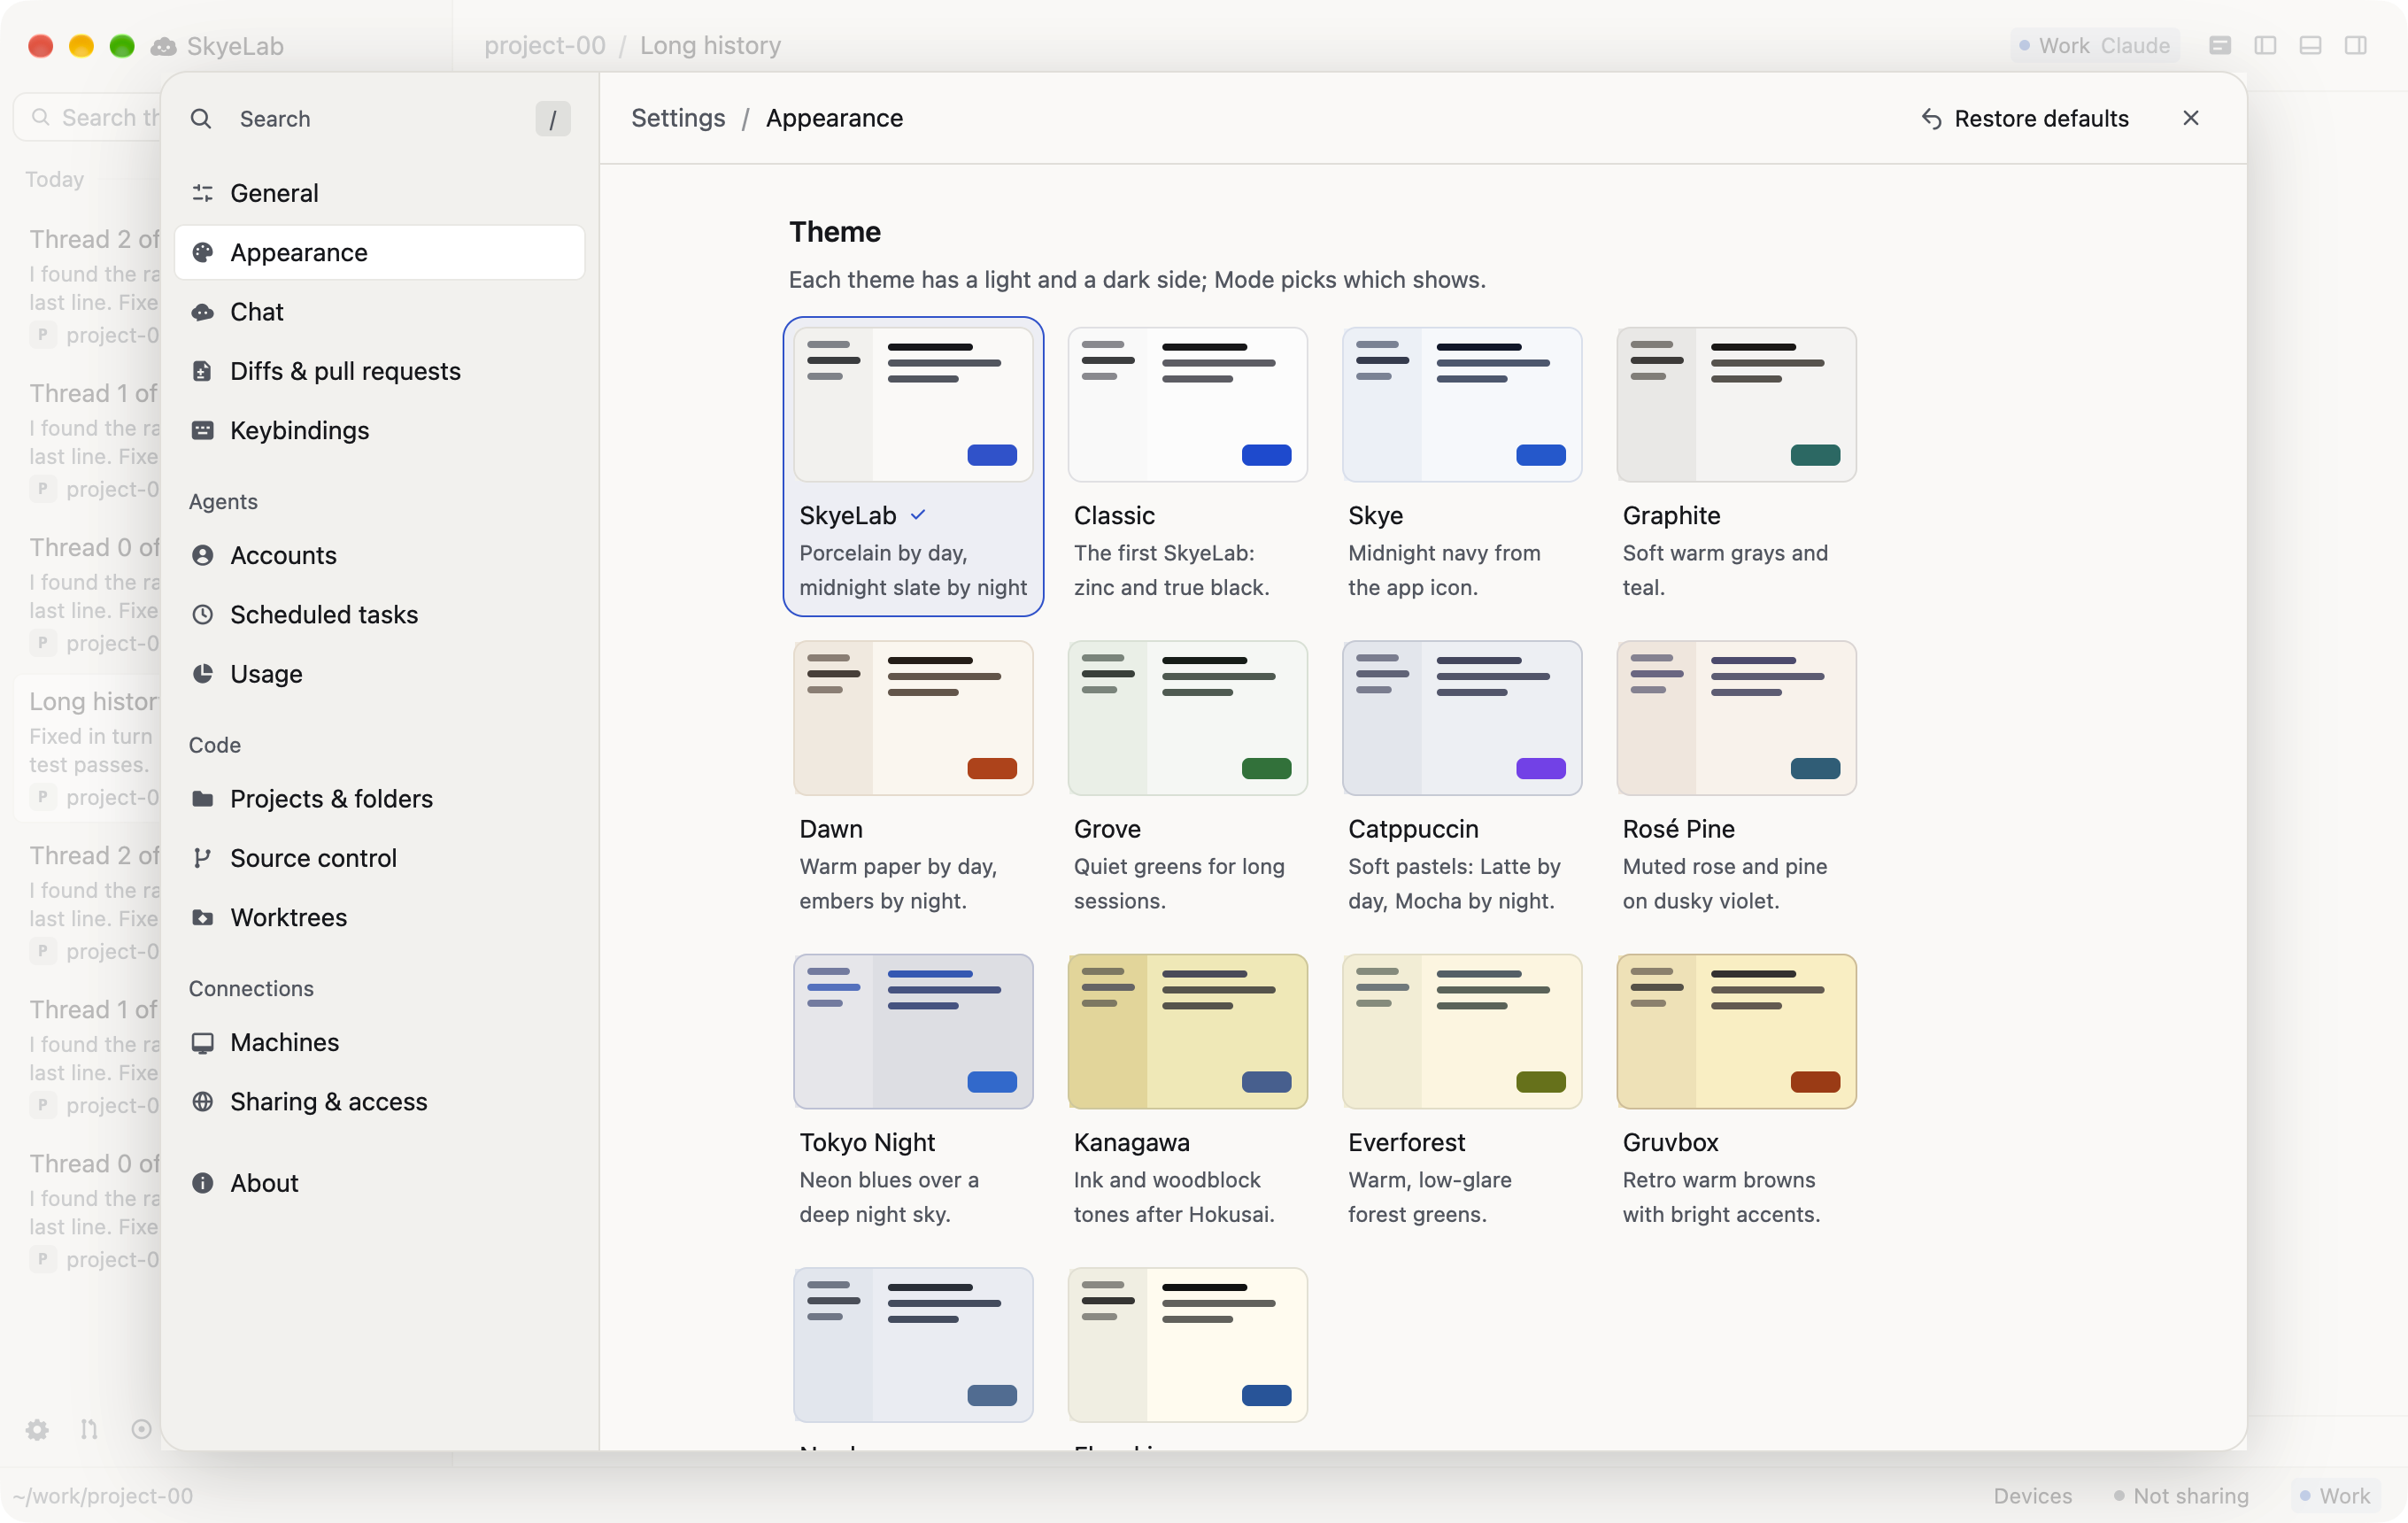 SkyeLab
project-00 / Long history
Work Claude
Search th
Today
Thread 2 of
I found the ra
last line. Fixe
P project-0
Thread 1 of
I found the ra
last line. Fixe
P project-0
Thread 0 of
I found the ra
last line. Fixe
P project-0
Long histor
Fixed in turn
test passes.
P project-0
Thread 2 of
I found the ra
last line. Fixe
P project-0
Thread 1 of
I found the ra
last line. Fixe
P project-0
Thread 0 of
I found the ra
last line. Fixe
P project-0
Search /
General
Appearance
Chat
Diffs & pull requests
Keybindings
Agents
Accounts
Scheduled tasks
Usage
Code
Projects & folders
Source control
Worktrees
Connections
Machines
Sharing & access
About
Settings / Appearance
Restore defaults
Theme
Each theme has a light and a dark side; Mode picks which shows.
SkyeLab
Porcelain by day,
midnight slate by night
Classic
The first SkyeLab:
zinc and true black.
Skye
Midnight navy from
the app icon.
Graphite
Soft warm grays and
teal.
Dawn
Warm paper by day,
embers by night.
Grove
Quiet greens for long
sessions.
Catppuccin
Soft pastels: Latte by
day, Mocha by night.
Rosé Pine
Muted rose and pine
on dusky violet.
Tokyo Night
Neon blues over a
deep night sky.
Kanagawa
Ink and woodblock
tones after Hokusai.
Everforest
Warm, low-glare
forest greens.
Gruvbox
Retro warm browns
with bright accents.
~/work/project-00
Devices
Not sharing
Work